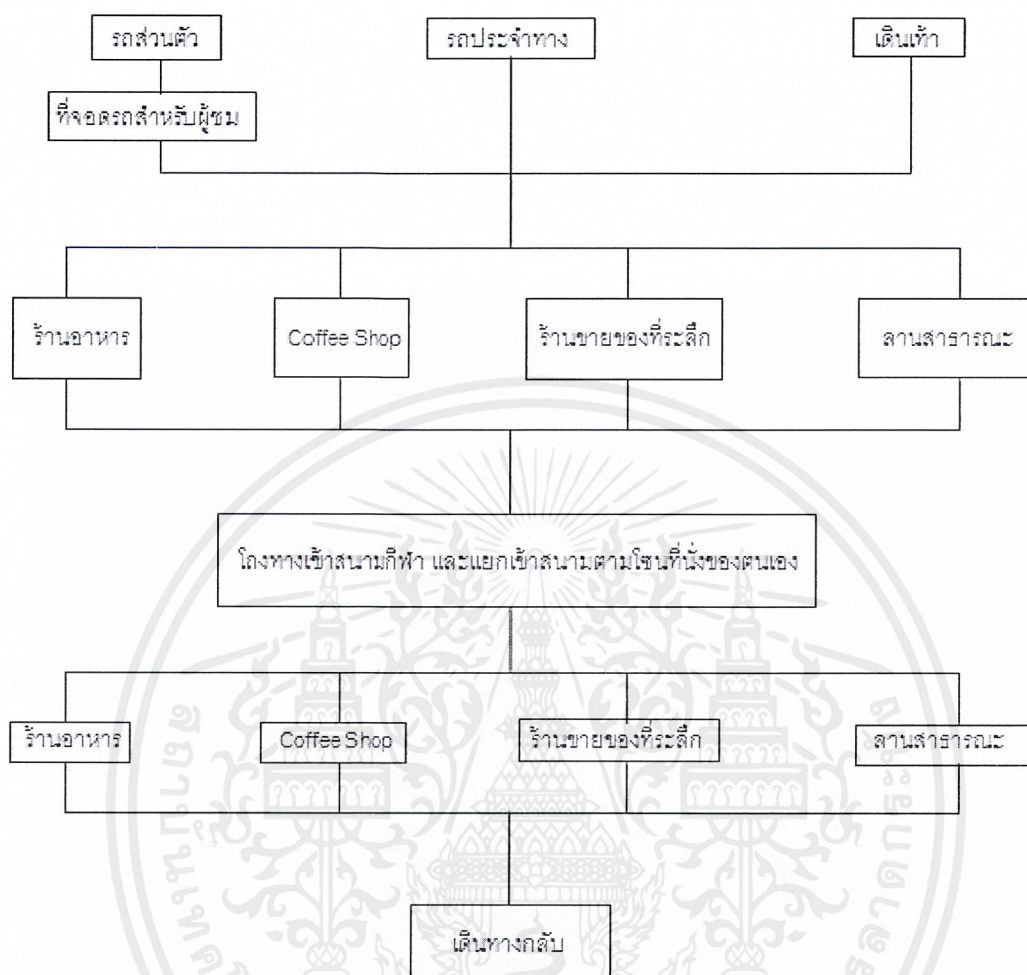 รถส่วนตัว
รถประจำทาง
เดินเท้า
ที่จอดรถสำหรับผู้ชม
ร้านอาหาร
Coffee Shop
ร้านขายของที่ระลึก
ลานสาธารณะ
โถงทางเข้าสนามกีฬา และแยกเข้าสนามตามโซนที่นั่งของตนเอง
ร้านอาหาร
Coffee Shop
ร้านขายของที่ระลึก
ลานสาธารณะ
เดินทางกลับ